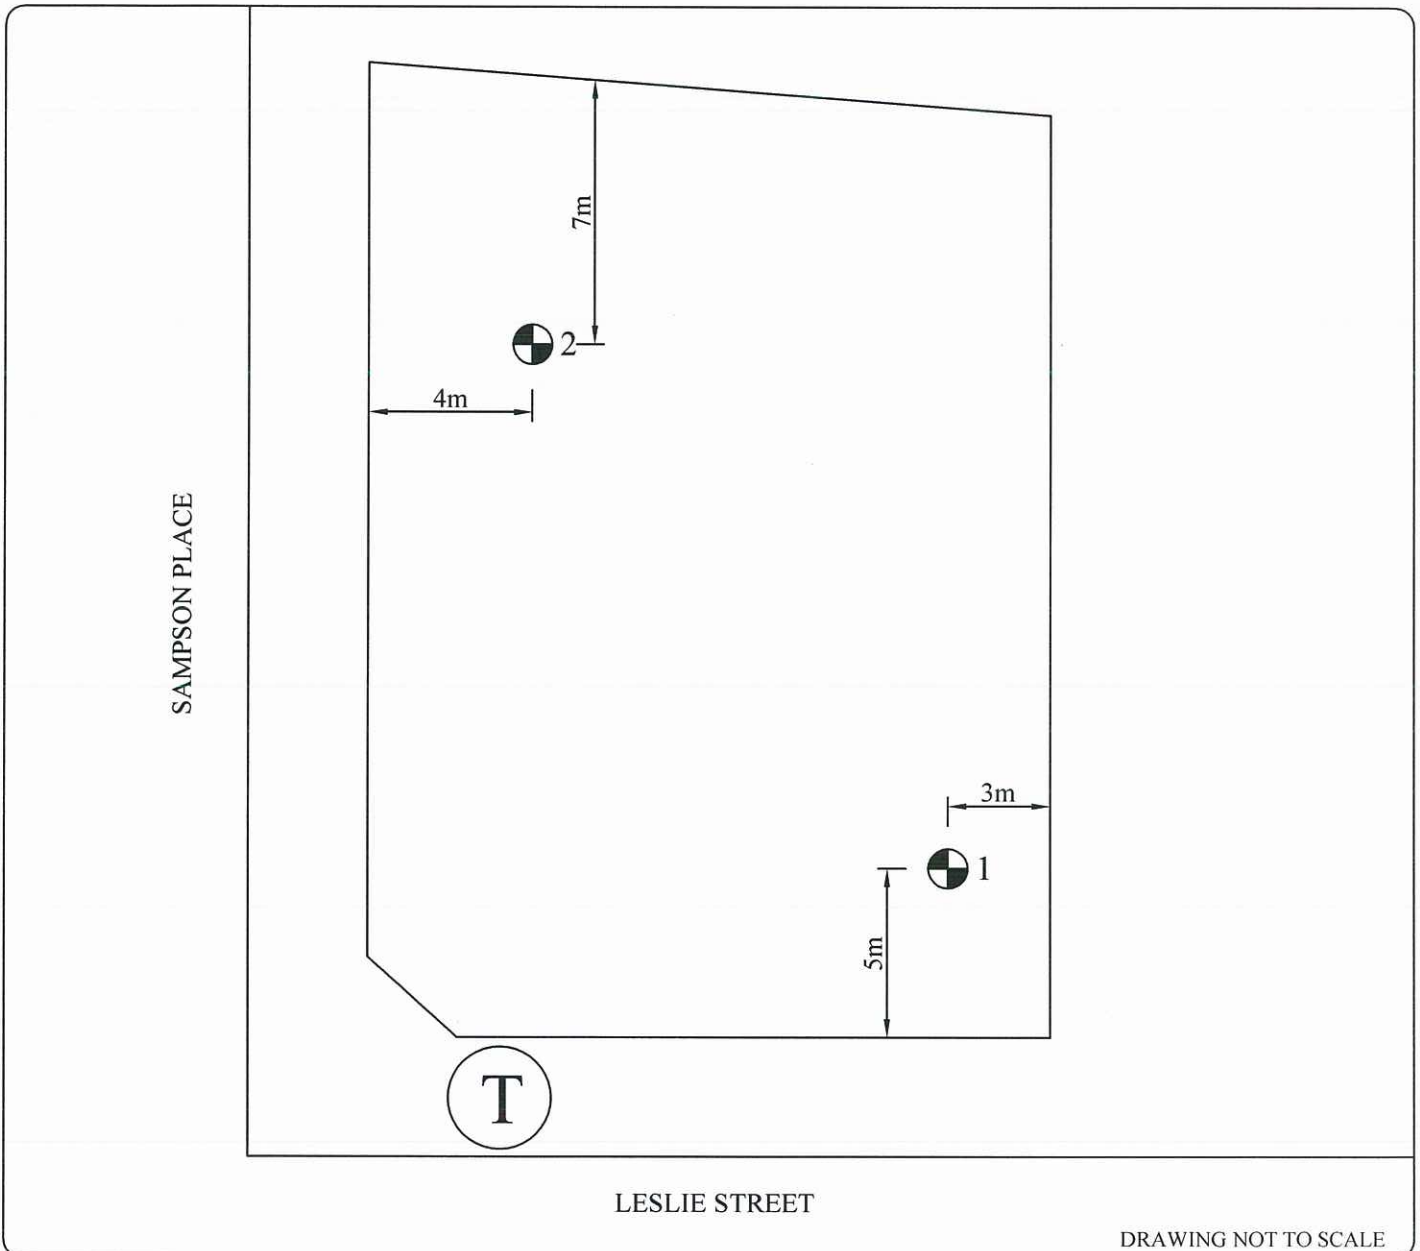 7m
2
4m
SAMPSON PLACE
3m
1
5m
T
LESLIE STREET
DRAWING NOT TO SCALE